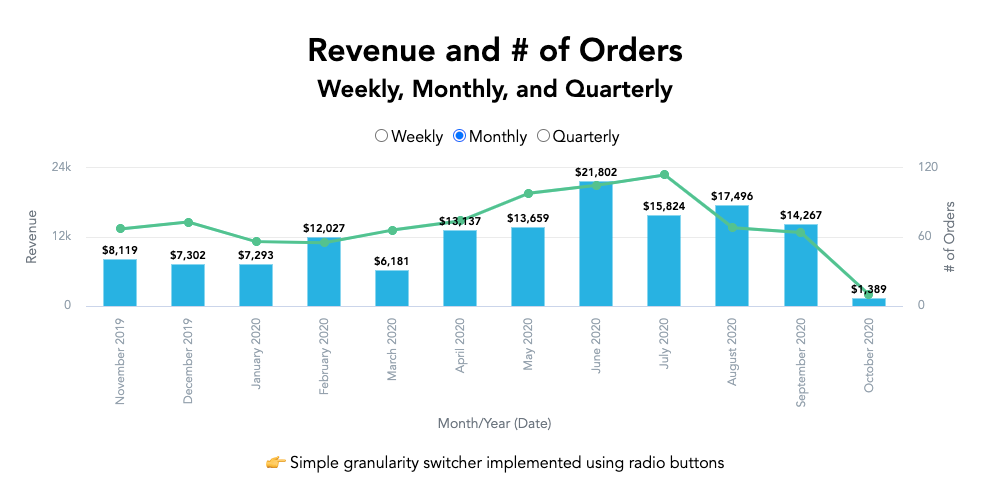 Revenue and # of Orders
Weekly, Monthly, and Quarterly
Weekly Monthly Quarterly
24k
12k
0
Revenue
120
60
0
# of Orders
$8,119
$7,302
$7,293
$12,027
$6,181
$13,137
$13,659
$21,802
$15,824
$17,496
$14,267
$1,389
November 2019
December 2019
January 2020
February 2020
March 2020
April 2020
May 2020
June 2020
July 2020
August 2020
September 2020
October 2020
Month/Year (Date)
👉 Simple granularity switcher implemented using radio buttons